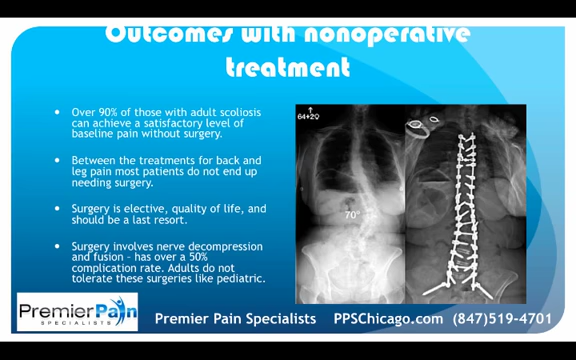 Outcomes with nonoperative
treatment
Over 90% of those with adult scoliosis
can achieve a satisfactory level of
baseline pain without surgery.
Between the treatments for back and
leg pain most patients do not end up
needing surgery.
Surgery is elective, quality of life, and
should be a last resort.
Surgery involves nerve decompression
and fusion – has over a 50%
complication rate. Adults do not
tolerate these surgeries like pediatric.
64+20
70°
Premier Pain
SPECIALISTS
Premier Pain Specialists PPSChicago.com (847)519-4701